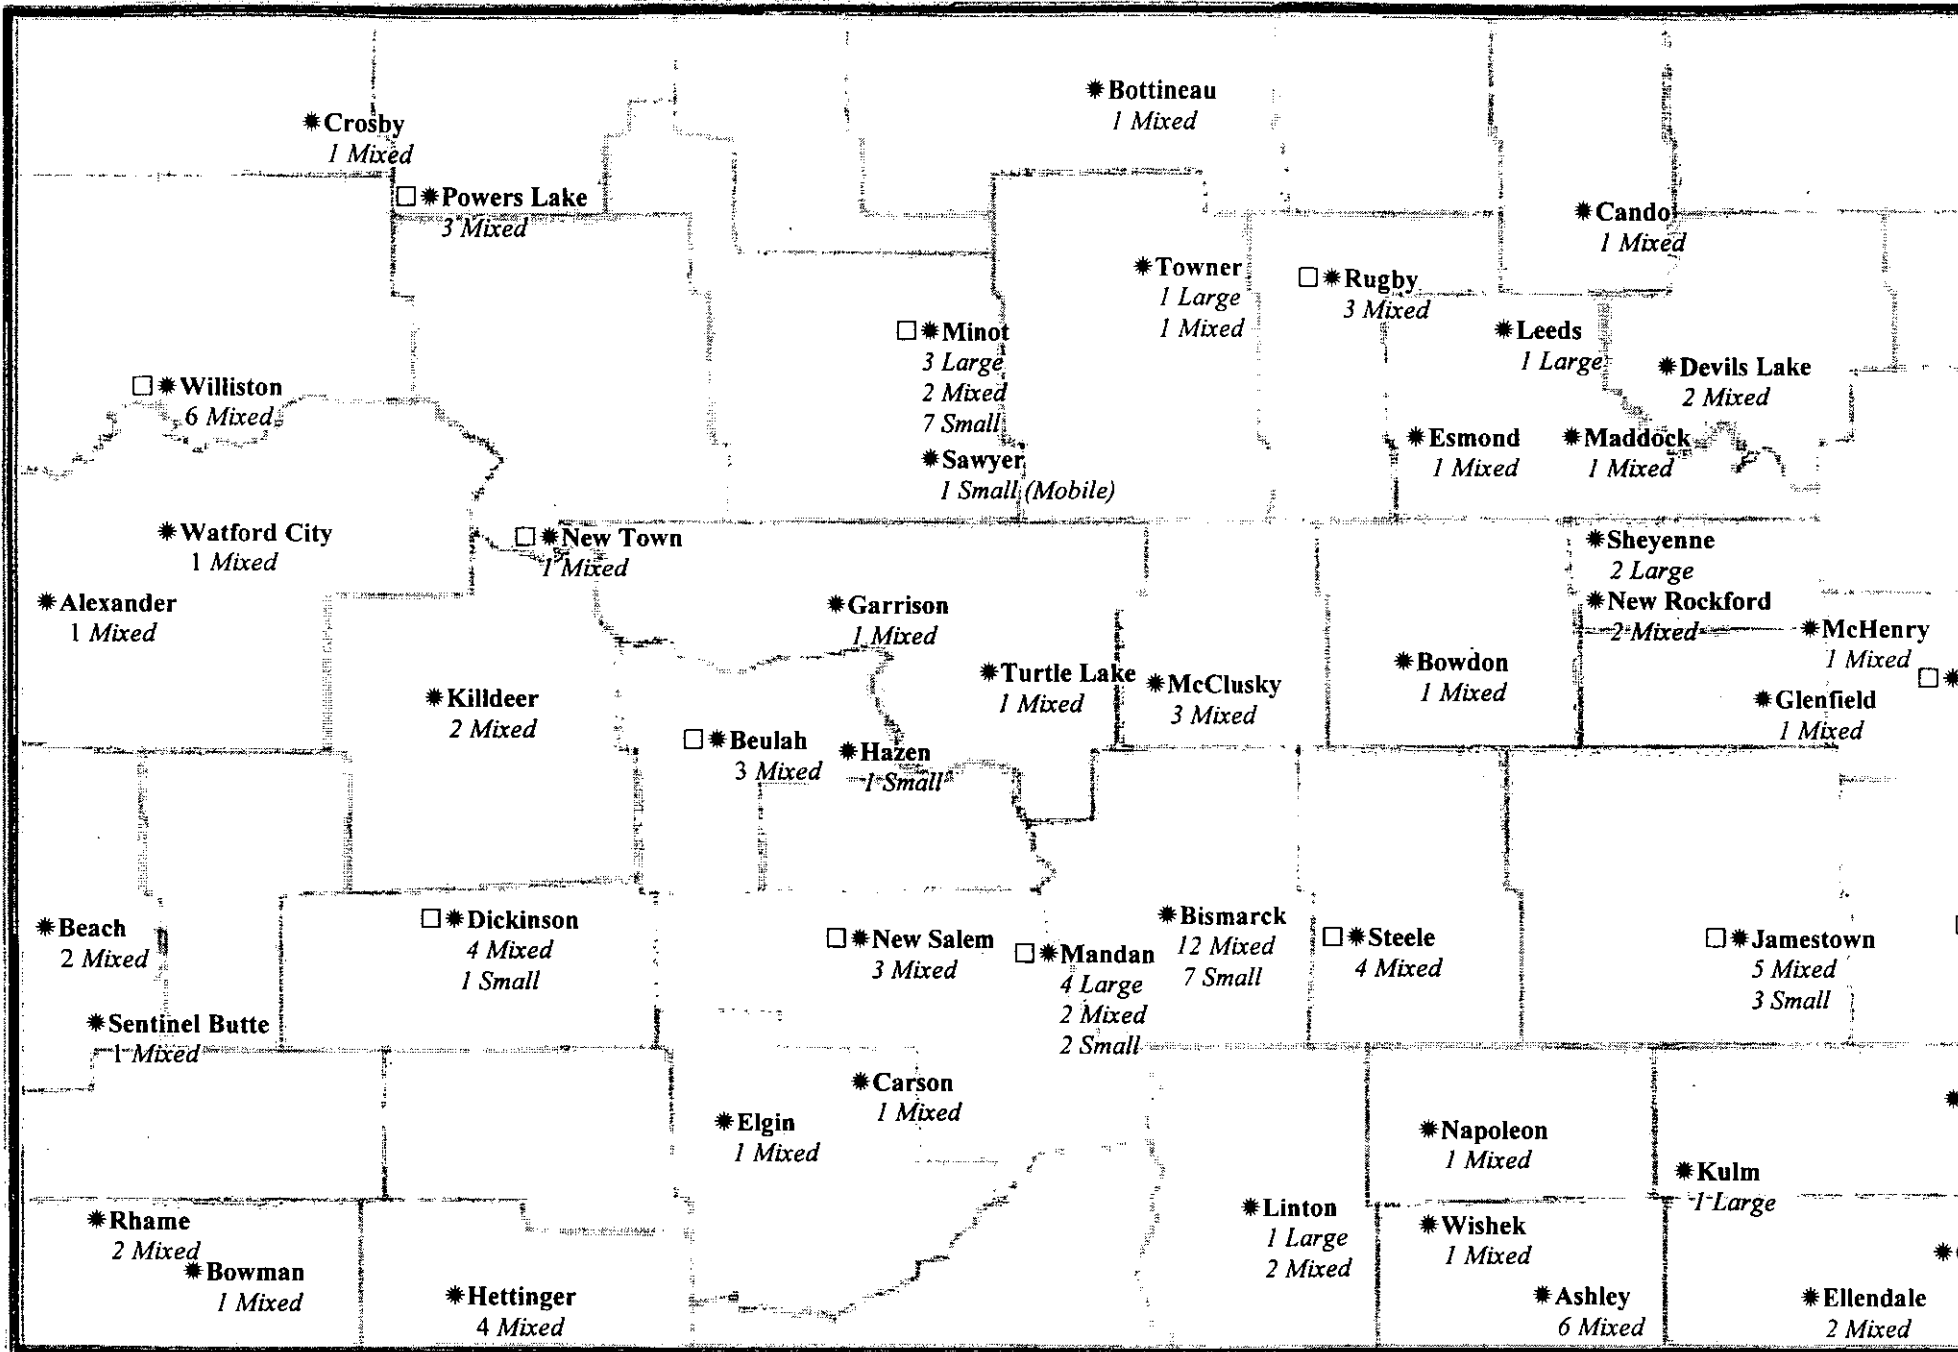 Bottineau
1 Mixed
Crosby
1 Mixed
Powers Lake
3 Mixed
Cando
1 Mixed
Towner
1 Large
1 Mixed
Rugby
3 Mixed
Minot
3 Large
2 Mixed
7 Small
Leeds
1 Large
Devils Lake
2 Mixed
Williston
6 Mixed
Sawyer
1 Small (Mobile)
Esmond
1 Mixed
Maddock
1 Mixed
Watford City
1 Mixed
New Town
1 Mixed
Sheyenne
2 Large
New Rockford
2 Mixed
Alexander
1 Mixed
Garrison
1 Mixed
McHenry
1 Mixed
Turtle Lake
1 Mixed
McClusky
3 Mixed
Bowdon
1 Mixed
Killdeer
2 Mixed
Glenfield
1 Mixed
Beulah
3 Mixed
Hazen
1 Small
Beach
2 Mixed
Dickinson
4 Mixed
1 Small
New Salem
3 Mixed
Mandan
4 Large
2 Mixed
2 Small
Bismarck
12 Mixed
7 Small
Steele
4 Mixed
Jamestown
5 Mixed
3 Small
Sentinel Butte
1 Mixed
Carson
1 Mixed
Elgin
1 Mixed
Napoleon
1 Mixed
Kulm
1 Large
Rhame
2 Mixed
Bowman
1 Mixed
Linton
1 Large
2 Mixed
Wishek
1 Mixed
Hettinger
4 Mixed
Ashley
6 Mixed
Ellendale
2 Mixed